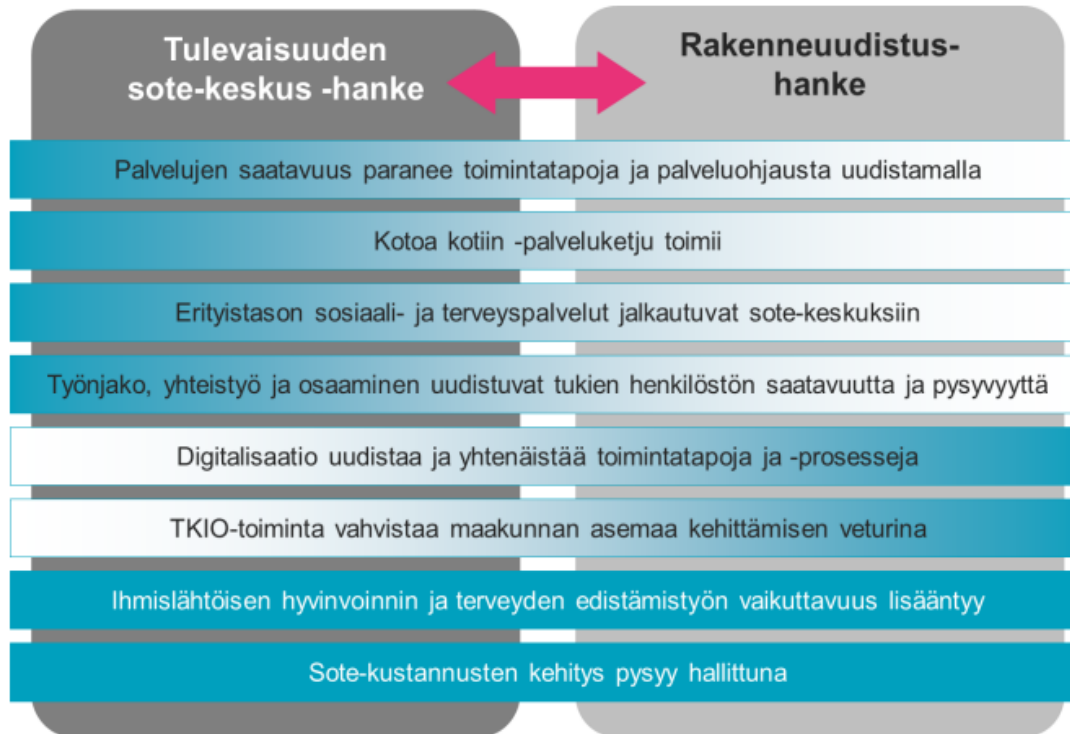 Tulevaisuuden
sote-keskus -hanke
Rakenneuudistus-
hanke
Palvelujen saatavuus paranee toimintatapoja ja palveluohjausta uudistamalla
Kotoa kotiin -palveluketju toimii
Erityistason sosiaali- ja terveyspalvelut jalkautuvat sote-keskuksiin
Työnjako, yhteistyö ja osaaminen uudistuvat tukien henkilöstön saatavuutta ja pysyvyyttä
Digitalisaatio uudistaa ja yhtenäistää toimintatapoja ja -prosesseja
TKIO-toiminta vahvistaa maakunnan asemaa kehittämisen veturina
Ihmislähtöisen hyvinvoinnin ja terveyden edistämistyön vaikuttavuus lisääntyy
Sote-kustannusten kehitys pysyy hallittuna